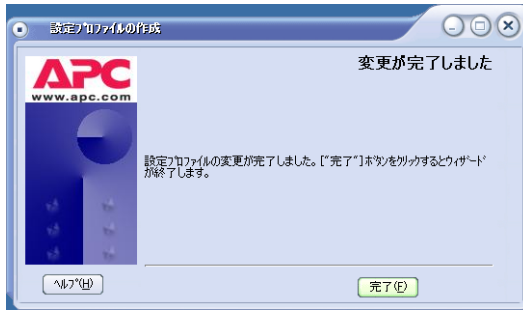 設定ﾌﾟﾛﾌｧｲﾙの作成
変更が完了しました
APC
www.apc.com
設定ﾌﾟﾛﾌｧｲﾙの変更が完了しました。["完了"]ﾎﾞﾀﾝをｸﾘｯｸするとｳｨｻﾞｰﾄﾞ
が終了します。
ﾍﾙﾌﾟ(H)
完了(F)